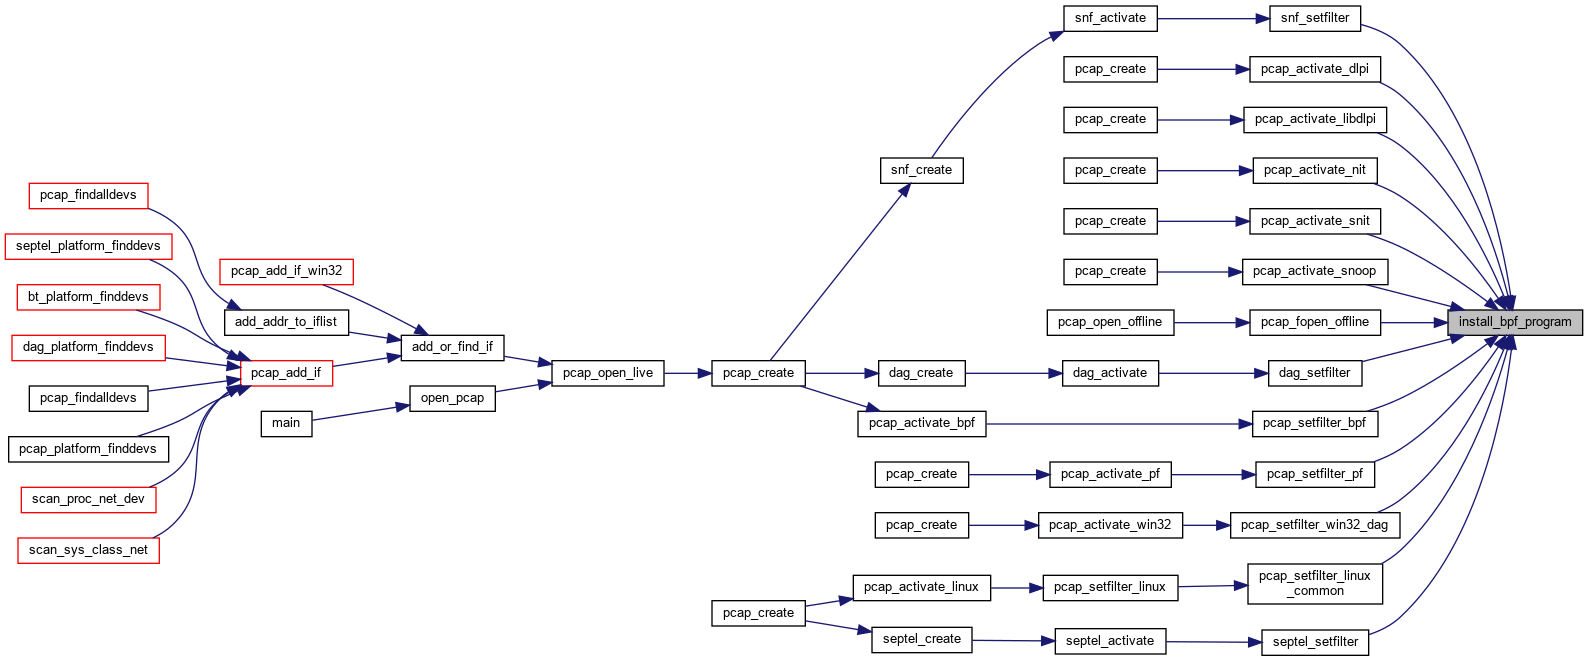 snf_activate
snf_setfilter
pcap_create
pcap_activate_dlpi
pcap_create
pcap_activate_libdlpi
pcap_create
pcap_activate_nit
snf_create
pcap_findalldevs
pcap_create
pcap_activate_snit
septel_platform_finddevs
pcap_add_if_win32
pcap_create
pcap_activate_snoop
bt_platform_finddevs
add_addr_to_iflist
pcap_open_offline
pcap_fopen_offline
install_bpf_program
dag_platform_finddevs
add_or_find_if
pcap_add_if
pcap_open_live
pcap_create
dag_create
dag_activate
dag_setfilter
pcap_findalldevs
open_pcap
main
pcap_activate_bpf
pcap_setfilter_bpf
pcap_platform_finddevs
pcap_create
pcap_activate_pf
pcap_setfilter_pf
scan_proc_net_dev
pcap_create
pcap_activate_win32
pcap_setfilter_win32_dag
scan_sys_class_net
pcap_activate_linux
pcap_setfilter_linux
pcap_setfilter_linux
_common
pcap_create
septel_create
septel_activate
septel_setfilter